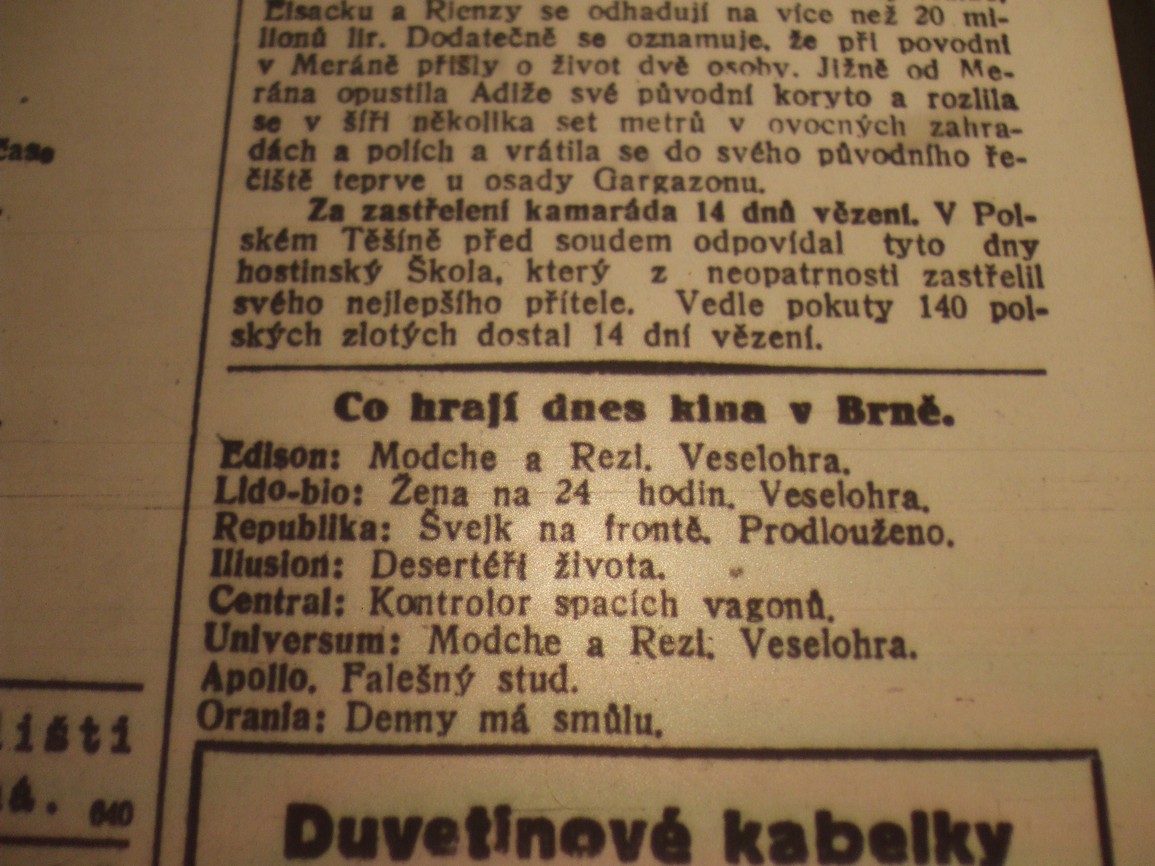 Eisacku a Rienzy se odhadují na více než 20 mi-
lionů lir. Dodatečně se oznamuje, že při povodni
v Meráně přišly o život dvě osoby. Jižně od Me-
rána opustila Adiže své původní koryto a rozlila
se v šíři několika set metrů v ovocných zahra-
dách a polích a vrátila se do svého původního ře-
čiště teprve u osady Gargazonu.
Za zastřelení kamaráda 14 dnů vězení. V Pol-
ském Těšíně před soudem odpovídal tyto dny
hostinský Škola, který z neopatrnosti zastřelil
svého nejlepšího přítele. Vedle pokuty 140 pol-
ských zlotých dostal 14 dní vězení.
Co hrají dnes kina v Brně.
Edison: Modche a Rezi. Veselohra.
Lido-bio: Žena na 24 hodin. Veselohra.
Republika: Švejk na frontě. Prodlouženo.
Illusion: Desertéři života.
Central: Kontrolor spacích vagonů.
Universum: Modche a Rezi. Veselohra.
Apollo. Falešný stud.
Orania: Denny má smůlu.
Duvetinové kabelky
čase
išti
á.
640